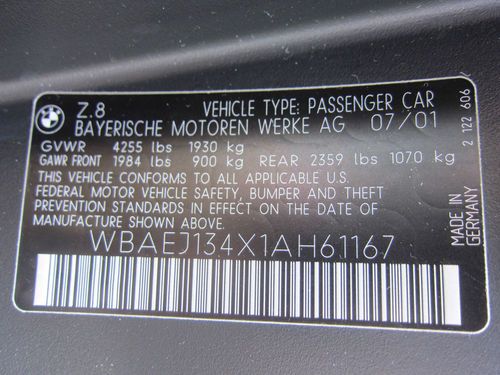 BMW
Z.8 VEHICLE TYPE: PASSENGER CAR
BAYERISCHE MOTOREN WERKE AG 07/01
GVWR 4255 lbs 1930 kg
GAWR FRONT 1984 lbs 900 kg REAR 2359 lbs 1070 kg
THIS VEHICLE CONFORMS TO ALL APPLICABLE U.S.
FEDERAL MOTOR VEHICLE SAFETY, BUMPER AND THEFT
PREVENTION STANDARDS IN EFFECT ON THE DATE OF
MANUFACTURE SHOWN ABOVE.
WBAEJ134X1AH61167
2 122 606
MADE IN
GERMANY